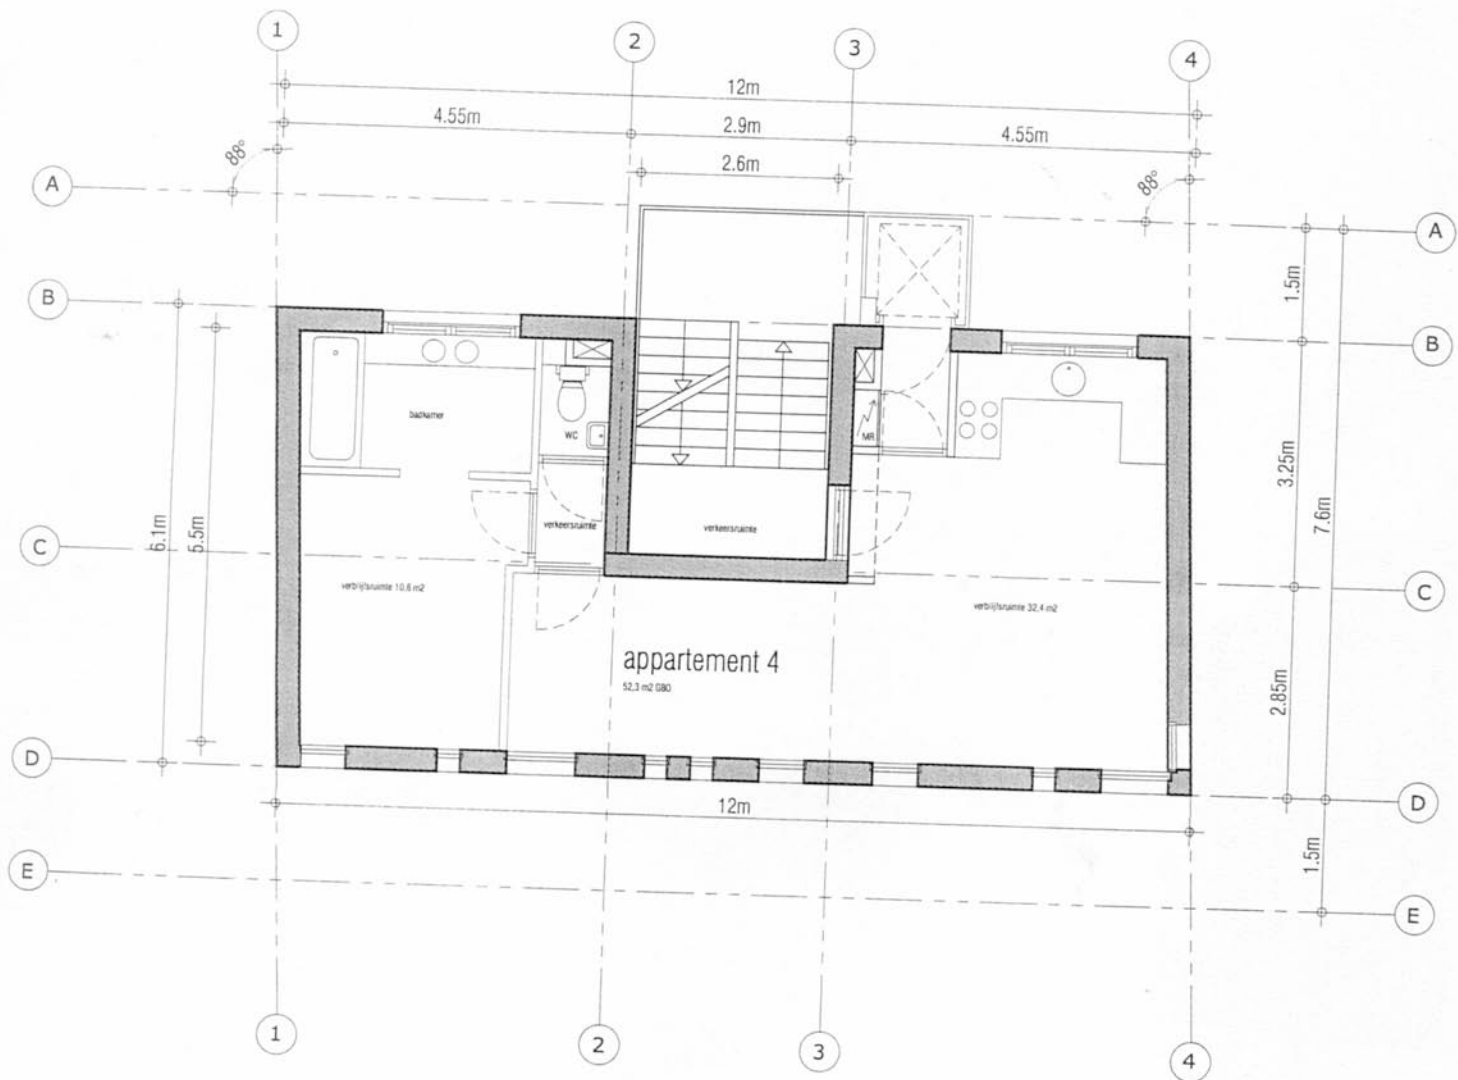 1
2
3
4
12m
4.55m
2.9m
4.55m
2.6m
88°
88°
A
A
B
B
1.5m
badkamer
WC
MR
3.25m
7.6m
6.1m
5.5m
verkeersruimte
verkeersruimte
C
C
verblijfsruimte 10,6 m2
verblijfsruimte 32,4 m2
appartement 4
52,3 m2 GBO
2.85m
D
D
12m
1.5m
E
E
1
2
3
4